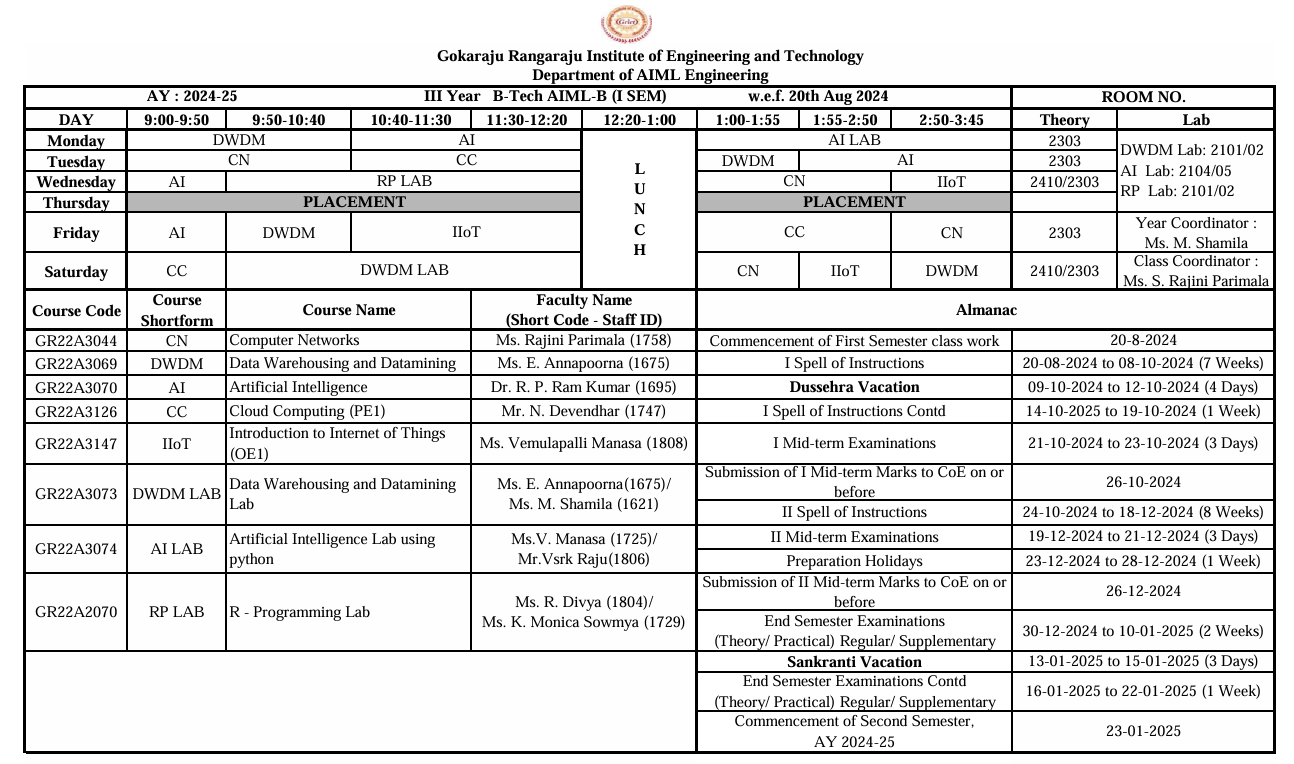 Griet
Gokaraju Rangaraju Institute of Engineering and Technology
Department of AIML Engineering
AY : 2024-25 III Year B-Tech AIML-B (I SEM) w.e.f. 20th Aug 2024 ROOM NO.
DAY 9:00-9:50 9:50-10:40 10:40-11:30 11:30-12:20 12:20-1:00 1:00-1:55 1:55-2:50 2:50-3:45 Theory Lab
Monday DWDM AI AI LAB 2303
Tuesday CN CC DWDM AI 2303
Wednesday AI RP LAB CN IIoT 2410/2303
Thursday PLACEMENT PLACEMENT
Friday AI DWDM IIoT CC CN 2303
Saturday CC DWDM LAB CN IIoT DWDM 2410/2303
L
U
N
C
H
DWDM Lab: 2101/02
AI Lab: 2104/05
RP Lab: 2101/02
Year Coordinator :
Ms. M. Shamila
Class Coordinator :
Ms. S. Rajini Parimala
Course Code Course Shortform Course Name Faculty Name (Short Code - Staff ID) Almanac
GR22A3044 CN Computer Networks Ms. Rajini Parimala (1758) Commencement of First Semester class work 20-8-2024
GR22A3069 DWDM Data Warehousing and Datamining Ms. E. Annapoorna (1675) I Spell of Instructions 20-08-2024 to 08-10-2024 (7 Weeks)
GR22A3070 AI Artificial Intelligence Dr. R. P. Ram Kumar (1695) Dussehra Vacation 09-10-2024 to 12-10-2024 (4 Days)
GR22A3126 CC Cloud Computing (PE1) Mr. N. Devendhar (1747) I Spell of Instructions Contd 14-10-2025 to 19-10-2024 (1 Week)
GR22A3147 IIoT Introduction to Internet of Things
(OE1) Ms. Vemulapalli Manasa (1808) I Mid-term Examinations 21-10-2024 to 23-10-2024 (3 Days)
GR22A3073 DWDM LAB Data Warehousing and Datamining
Lab Ms. E. Annapoorna(1675)/
Ms. M. Shamila (1621)
Submission of I Mid-term Marks to CoE on or
before 26-10-2024
II Spell of Instructions 24-10-2024 to 18-12-2024 (8 Weeks)
GR22A3074 AI LAB Artificial Intelligence Lab using
python Ms.V. Manasa (1725)/
Mr.Vsrk Raju(1806)
II Mid-term Examinations 19-12-2024 to 21-12-2024 (3 Days)
Preparation Holidays 23-12-2024 to 28-12-2024 (1 Week)
GR22A2070 RP LAB R - Programming Lab Ms. R. Divya (1804)/
Ms. K. Monica Sowmya (1729)
Submission of II Mid-term Marks to CoE on or
before 26-12-2024
End Semester Examinations
(Theory/ Practical) Regular/ Supplementary 30-12-2024 to 10-01-2025 (2 Weeks)
Sankranti Vacation 13-01-2025 to 15-01-2025 (3 Days)
End Semester Examinations Contd
(Theory/ Practical) Regular/ Supplementary 16-01-2025 to 22-01-2025 (1 Week)
Commencement of Second Semester,
AY 2024-25 23-01-2025